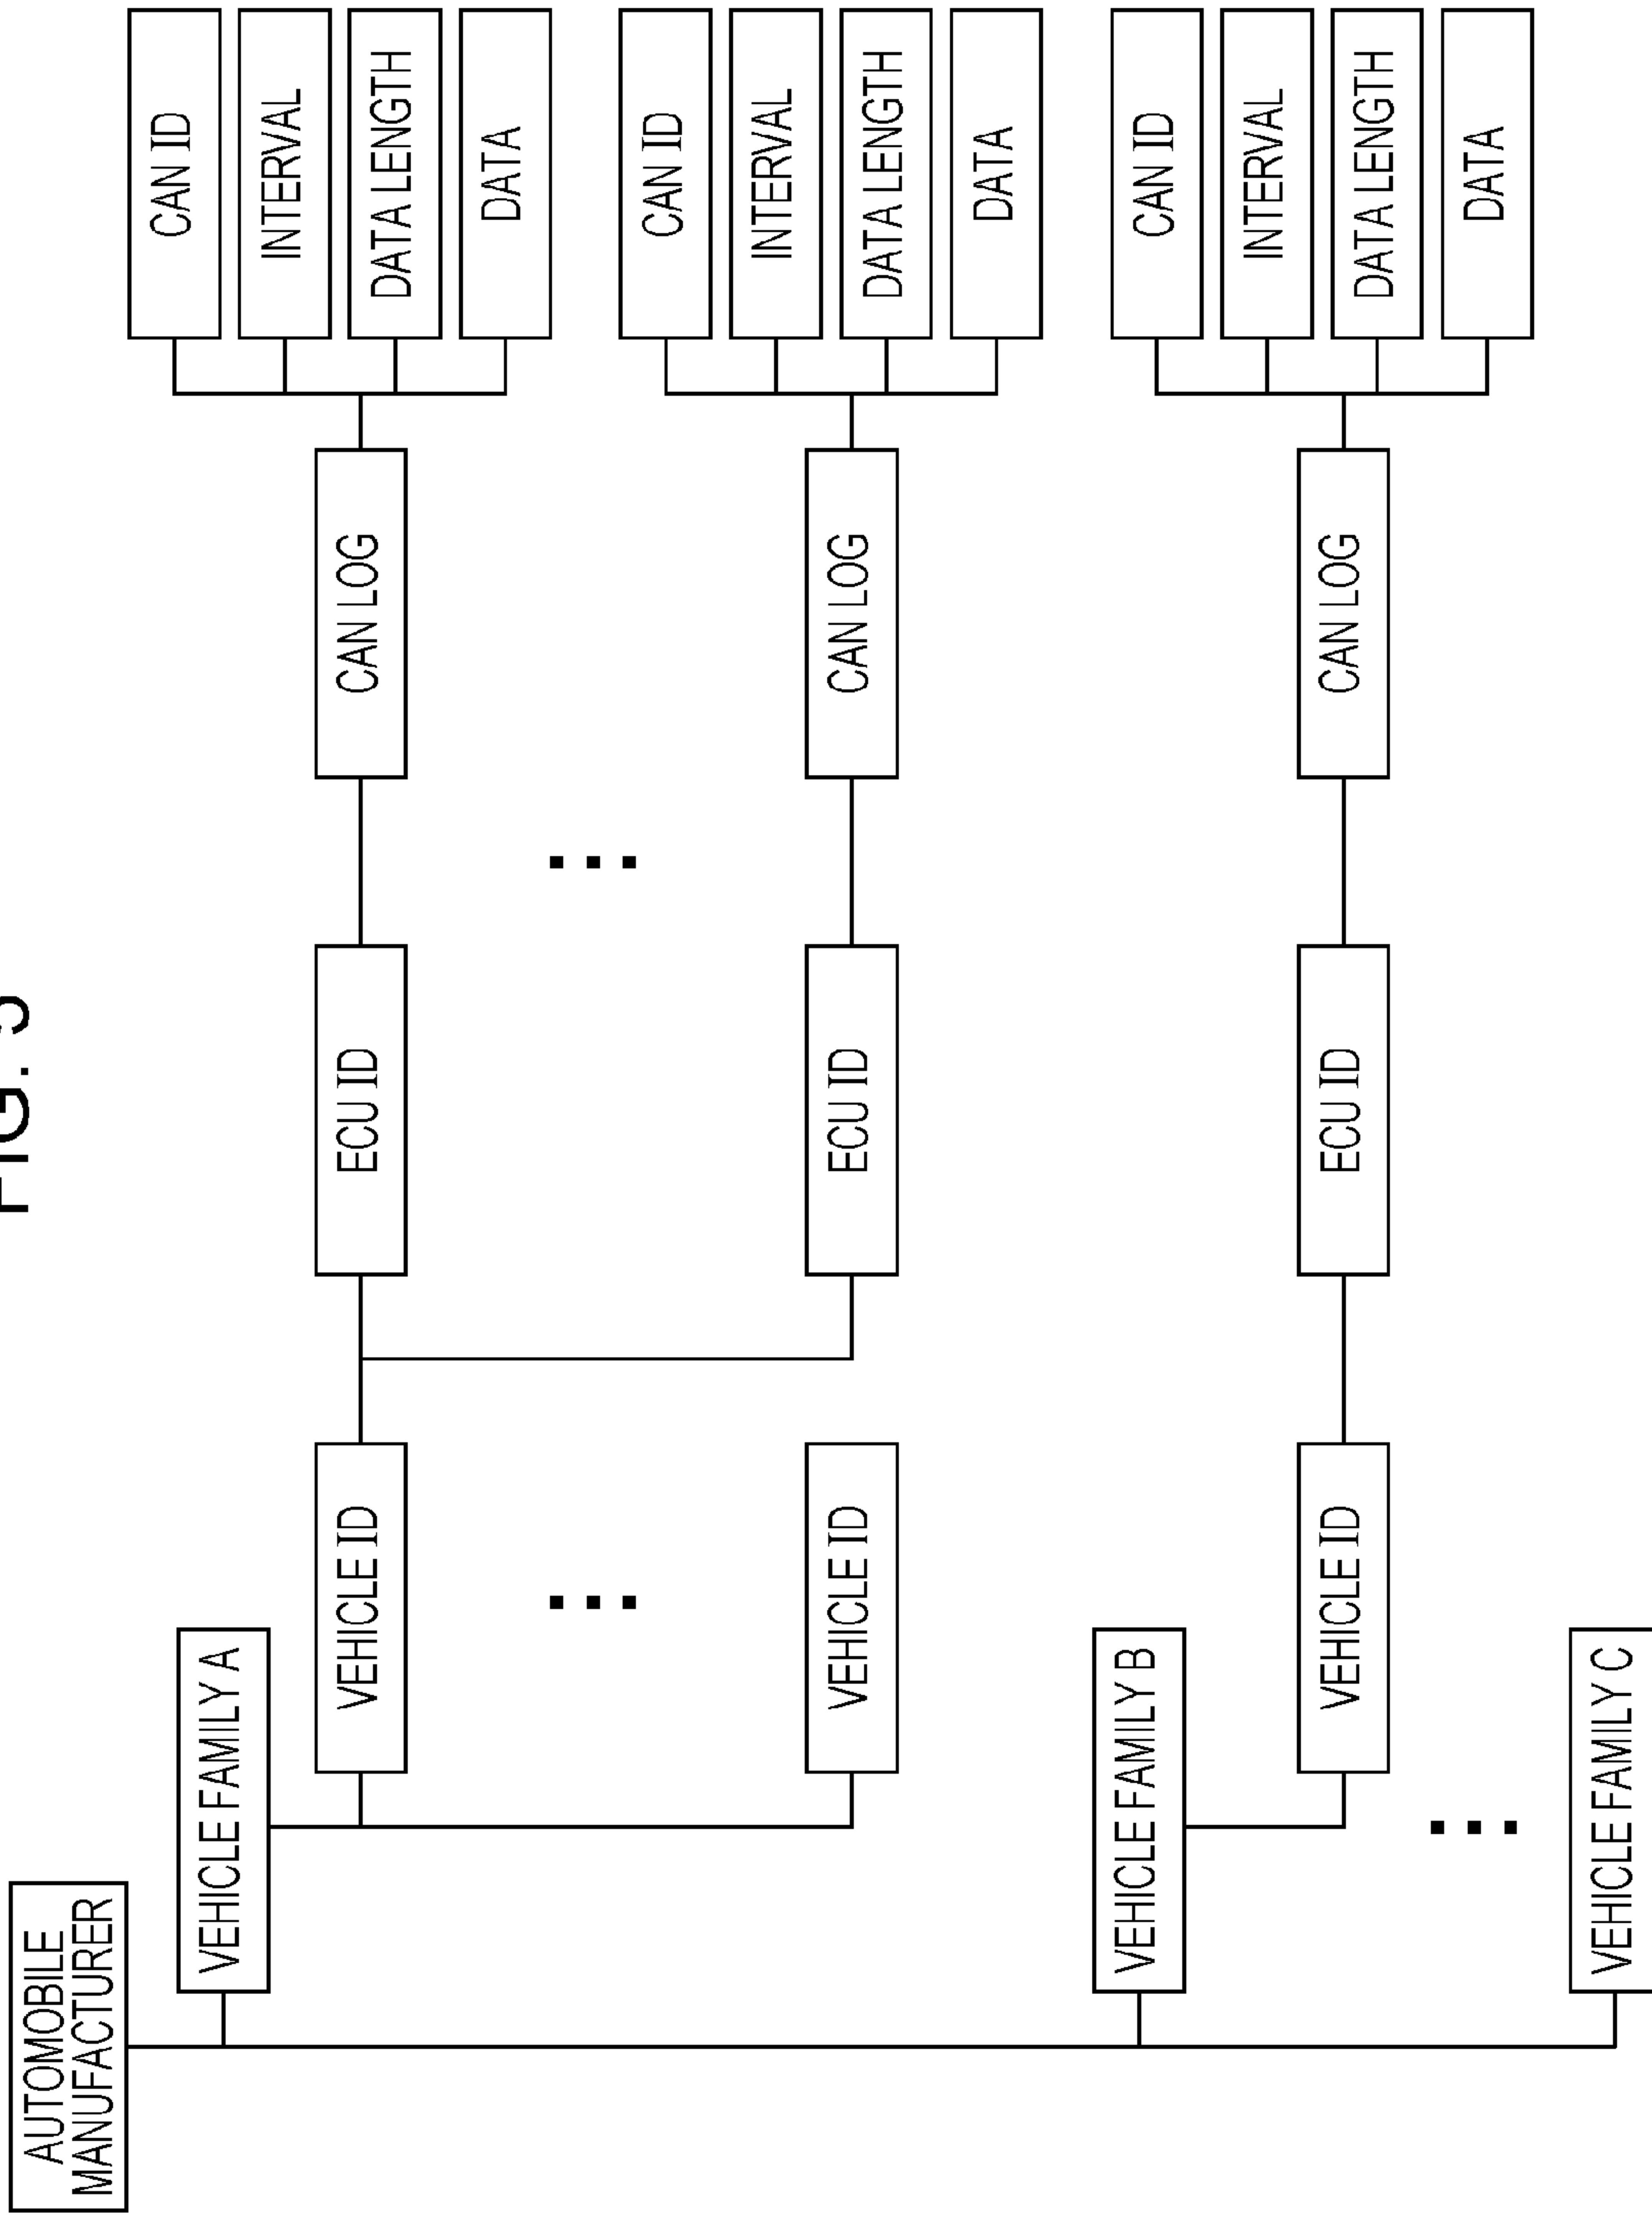 FIG.
AUTOMOBILE
MANUFACTURER
VEHICLE FAMILY A
VEHICLE ID
ECU ID
CAN LOG
CAN ID
INTERVAL
DATA LENGTH
DATA
VEHICLE ID
ECU ID
CAN LOG
CAN ID
INTERVAL
DATA LENGTH
DATA
VEHICLE FAMILY B
VEHICLE ID
ECU ID
CAN LOG
CAN ID
INTERVAL
DATA LENGTH
DATA
VEHICLE FAMILY C